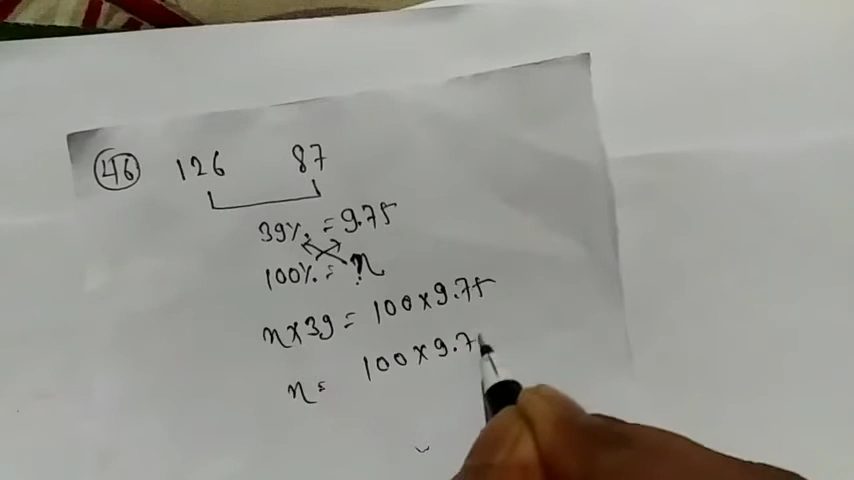 46 126 87
39% = 9.75
100% = n
n×39 = 100×9.75
n = 100×9.7